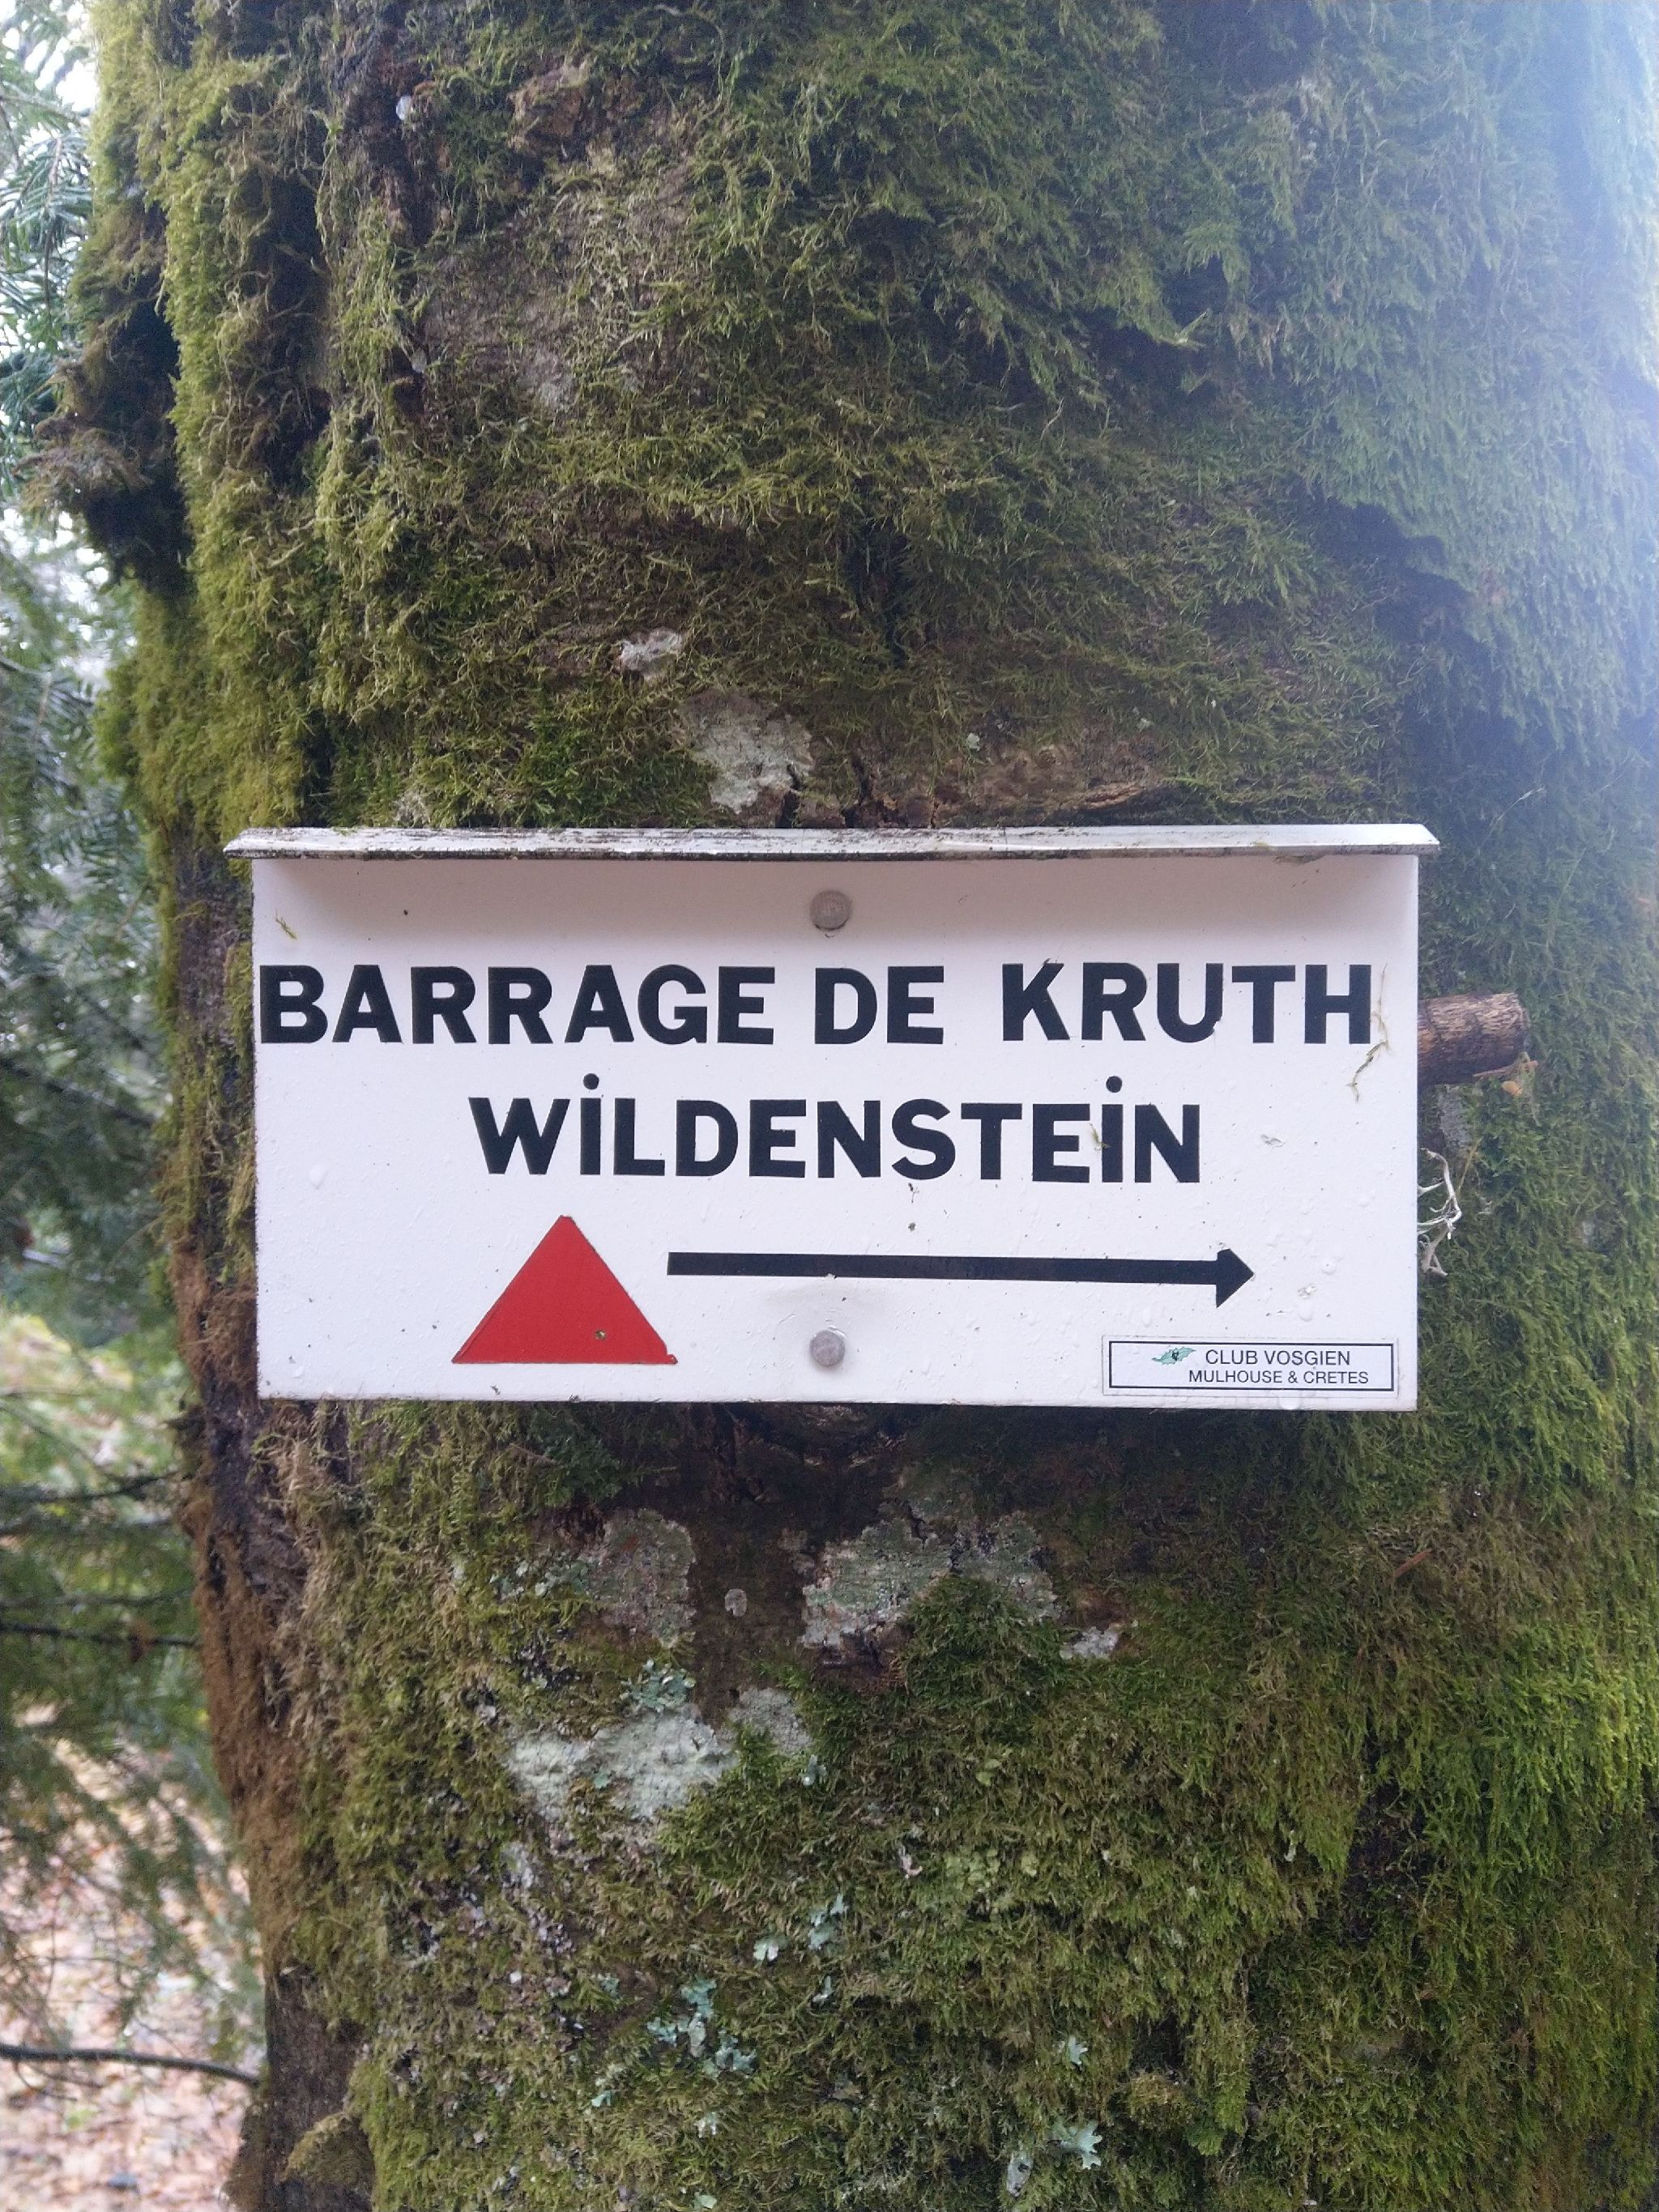 BARRAGE DE KRUTH
WILDENSTEIN
CLUB VOSGIEN
MULHOUSE & CRETES